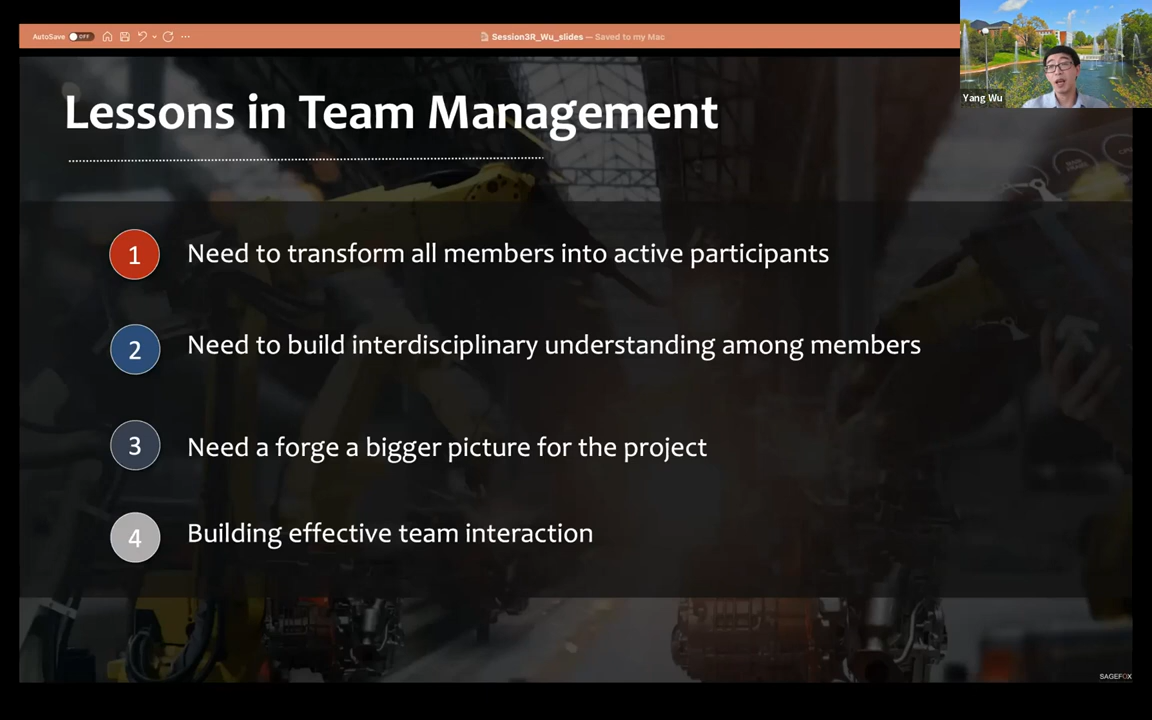 AutoSave OFF
Session3R_Wu_slides — Saved to my Mac
Yang Wu
Lessons in Team Management
1 Need to transform all members into active participants
2 Need to build interdisciplinary understanding among members
3 Need a forge a bigger picture for the project
4 Building effective team interaction
SAGEFOX